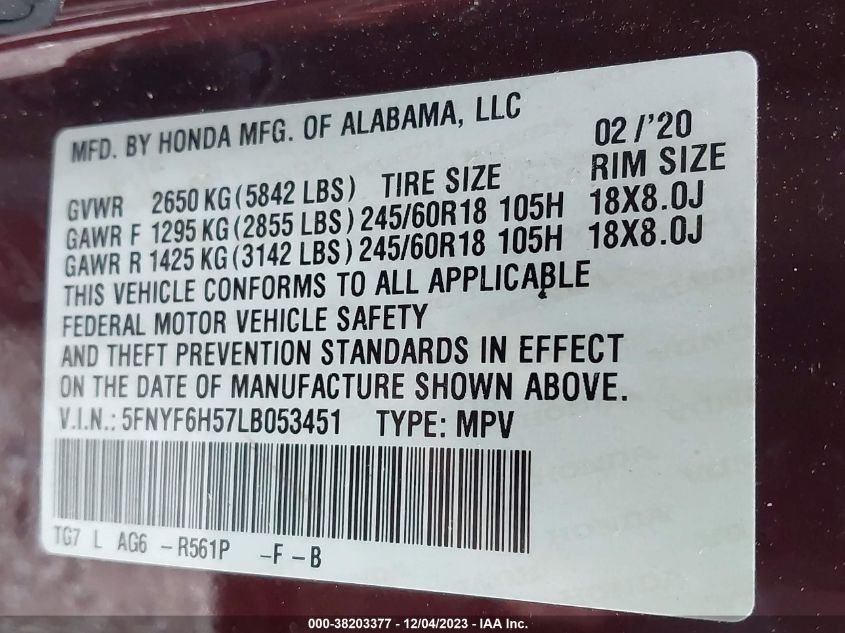 MFD. BY HONDA MFG. OF ALABAMA, LLC 02/'20
GVWR 2650 KG (5842 LBS) TIRE SIZE RIM SIZE
GAWR F 1295 KG (2855 LBS) 245/60R18 105H 18X8.0J
GAWR R 1425 KG (3142 LBS) 245/60R18 105H 18X8.0J
THIS VEHICLE CONFORMS TO ALL APPLICABLE
FEDERAL MOTOR VEHICLE SAFETY
AND THEFT PREVENTION STANDARDS IN EFFECT
ON THE DATE OF MANUFACTURE SHOWN ABOVE.
V.I.N.: 5FNYF6H57LB053451 TYPE: MPV
TG7 L AG6 -R561P -F-B
000-38203377 - 12/04/2023 - IAA Inc.